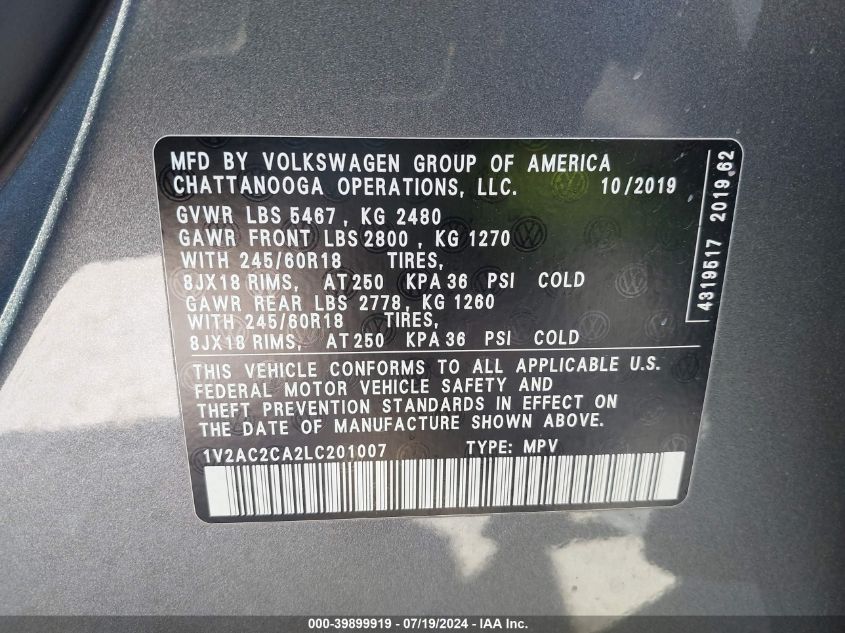 MFD BY VOLKSWAGEN GROUP OF AMERICA
CHATTANOOGA OPERATIONS, LLC. 10/2019
GVWR LBS 5467, KG 2480
GAWR FRONT LBS 2800, KG 1270
WITH 245/60R18 TIRES,
8JX18 RIMS, AT 250 KPA 36 PSI COLD
GAWR REAR LBS 2778, KG 1260
WITH 245/60R18 TIRES,
8JX18 RIMS, AT 250 KPA 36 PSI COLD
THIS VEHICLE CONFORMS TO ALL APPLICABLE U.S.
FEDERAL MOTOR VEHICLE SAFETY AND
THEFT PREVENTION STANDARDS IN EFFECT ON
THE DATE OF MANUFACTURE SHOWN ABOVE.
1V2AC2CA2LC201007 TYPE: MPV
4319517 2019.62
000-39899919 - 07/19/2024 - IAA Inc.